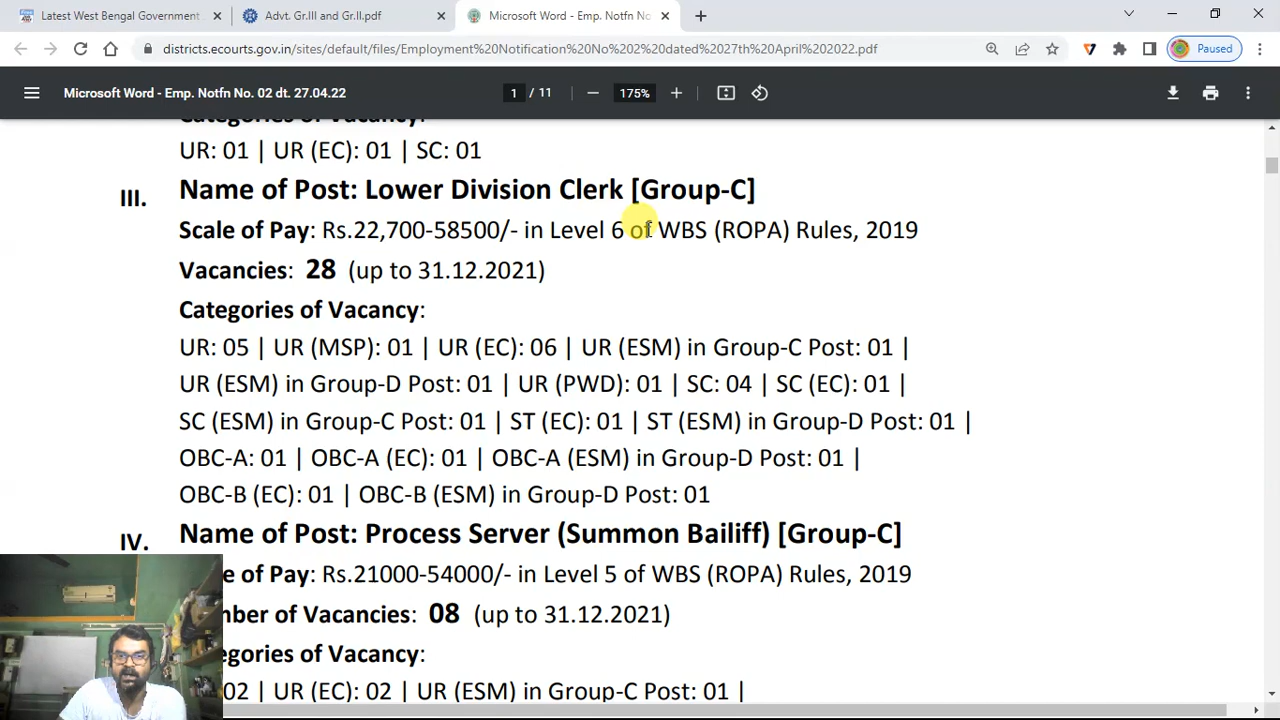 Latest West Bengal Government
Advt. Gr.III and Gr.II.pdf
Microsoft Word - Emp. Notfn No
districts.ecourts.gov.in/sites/default/files/Employment%20Notification%20No%202%20dated%2027th%20April%202022.pdf
Paused
Microsoft Word - Emp. Notfn No. 02 dt. 27.04.22
1 / 11
175%
Categories of Vacancy:
UR: 01 | UR (EC): 01 | SC: 01
III. Name of Post: Lower Division Clerk [Group-C]
Scale of Pay: Rs.22,700-58500/- in Level 6 of WBS (ROPA) Rules, 2019
Vacancies: 28 (up to 31.12.2021)
Categories of Vacancy:
UR: 05 | UR (MSP): 01 | UR (EC): 06 | UR (ESM) in Group-C Post: 01 |
UR (ESM) in Group-D Post: 01 | UR (PWD): 01 | SC: 04 | SC (EC): 01 |
SC (ESM) in Group-C Post: 01 | ST (EC): 01 | ST (ESM) in Group-D Post: 01 |
OBC-A: 01 | OBC-A (EC): 01 | OBC-A (ESM) in Group-D Post: 01 |
OBC-B (EC): 01 | OBC-B (ESM) in Group-D Post: 01
IV. Name of Post: Process Server (Summon Bailiff) [Group-C]
of Pay: Rs.21000-54000/- in Level 5 of WBS (ROPA) Rules, 2019
of Vacancies: 08 (up to 31.12.2021)
of Vacancy:
02 | UR (EC): 02 | UR (ESM) in Group-C Post: 01 |